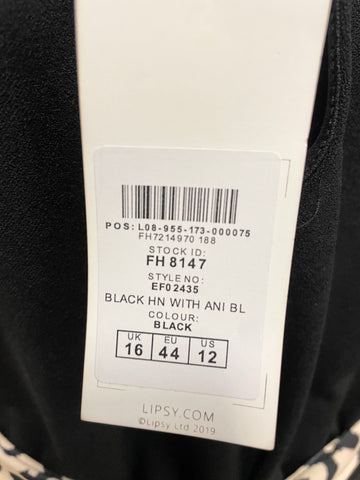 POS: L08-955-173-000075
FH7214970 188
STOCK ID:
FH 8147
STYLE NO:
EF02435
BLACK HN WITH ANI BL
COLOUR:
BLACK
UK EU US
16 44 12
LIPSY.COM
©Lipsy Ltd 2019